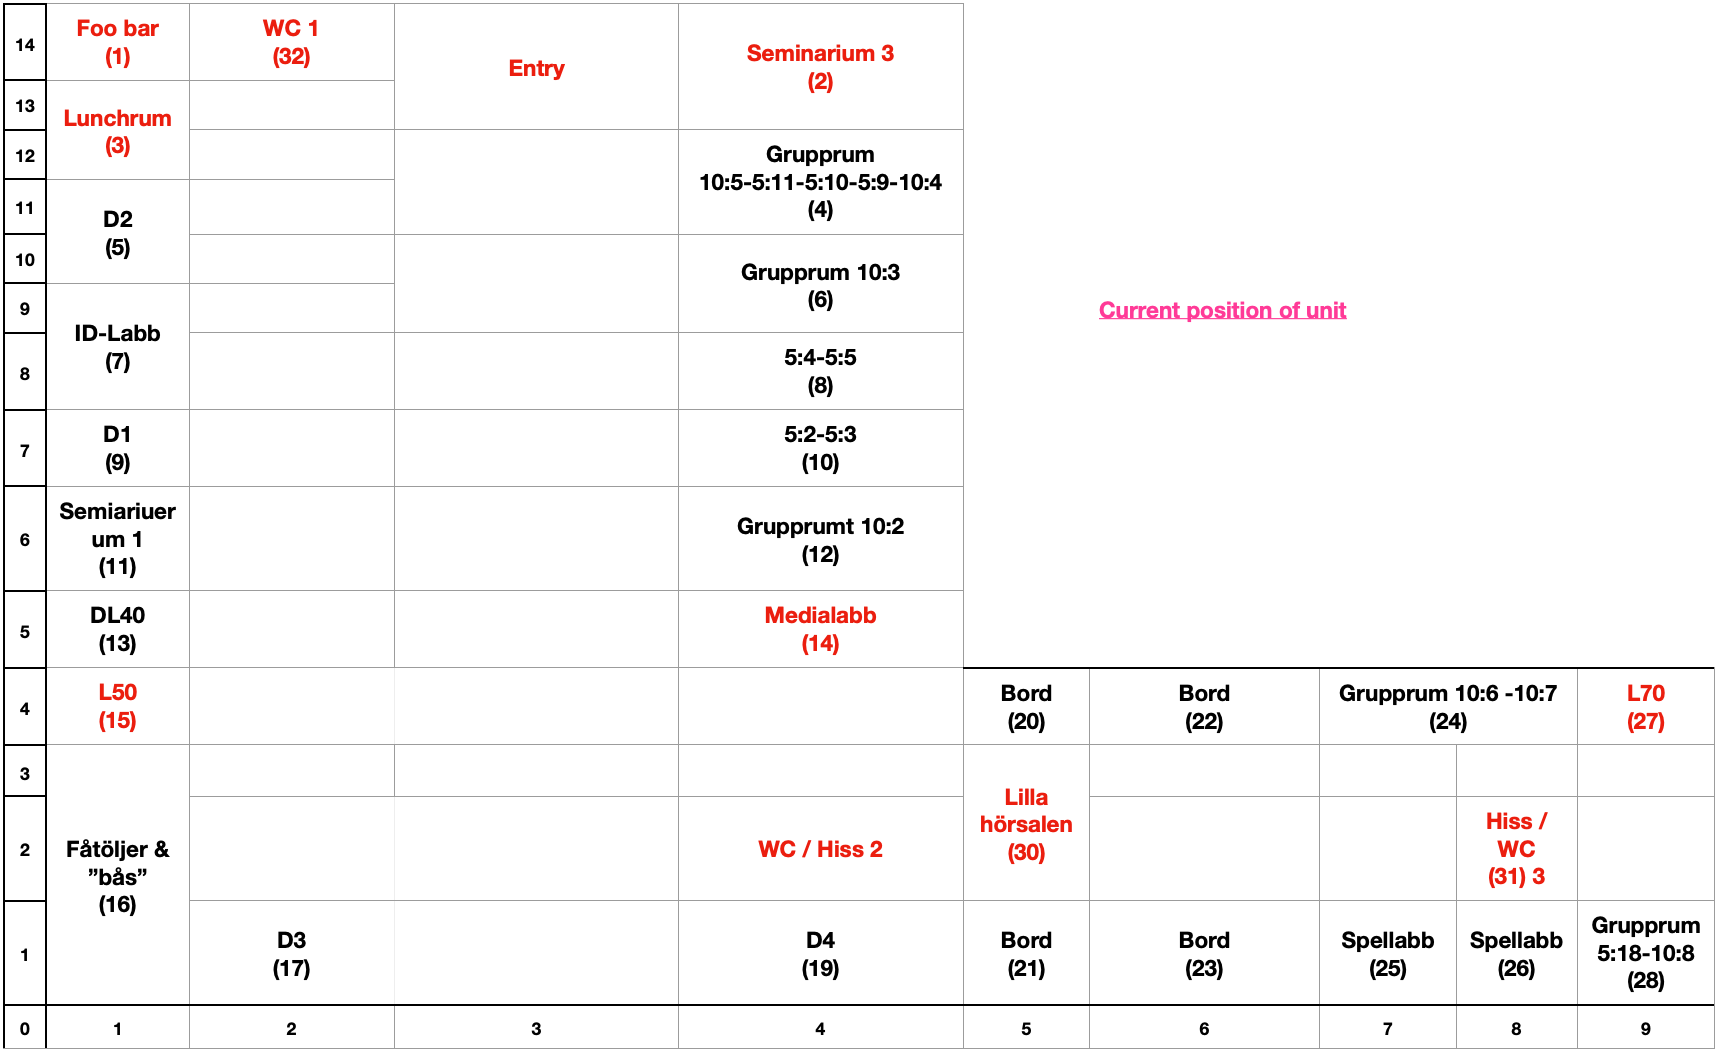 14
Foo bar
(1)
WC 1
(32)
Entry
Seminarium 3
(2)
13
Lunchrum
(3)
12
Grupprum
10:5-5:11-5:10-5:9-10:4
(4)
11
D2
(5)
10
Grupprum 10:3
(6)
9
ID-Labb
(7)
Current position of unit
8
5:4-5:5
(8)
7
D1
(9)
5:2-5:3
(10)
6
Semiariuer
um 1
(11)
Grupprumt 10:2
(12)
5
DL40
(13)
Medialabb
(14)
4
L50
(15)
Bord
(20)
Bord
(22)
Grupprum 10:6 -10:7
(24)
L70
(27)
3
Fåtöljer &
”bås”
(16)
Lilla
hörsalen
(30)
2
WC / Hiss 2
Hiss /
WC
(31) 3
1
D3
(17)
D4
(19)
Bord
(21)
Bord
(23)
Spellabb
(25)
Spellabb
(26)
Grupprum
5:18-10:8
(28)
0
1
2
3
4
5
6
7
8
9